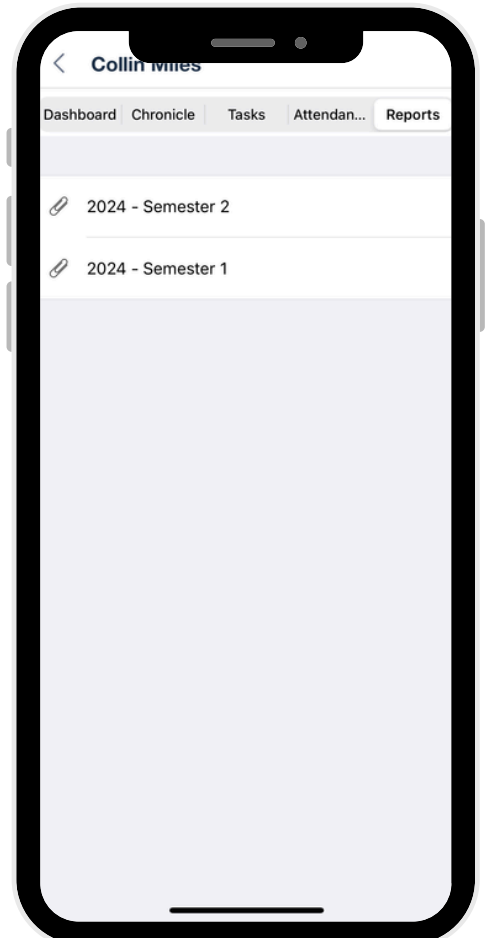 Collin Miles
Dashboard Chronicle Tasks Attendan... Reports
2024 - Semester 2
2024 - Semester 1